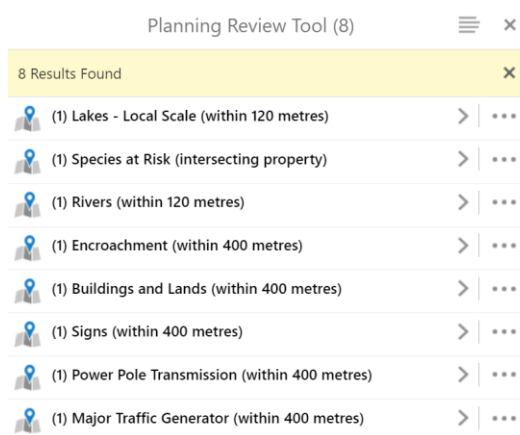 Planning Review Tool (8)
8 Results Found
(1) Lakes - Local Scale (within 120 metres)
(1) Species at Risk (intersecting property)
(1) Rivers (within 120 metres)
(1) Encroachment (within 400 metres)
(1) Buildings and Lands (within 400 metres)
(1) Signs (within 400 metres)
(1) Power Pole Transmission (within 400 metres)
(1) Major Traffic Generator (within 400 metres)